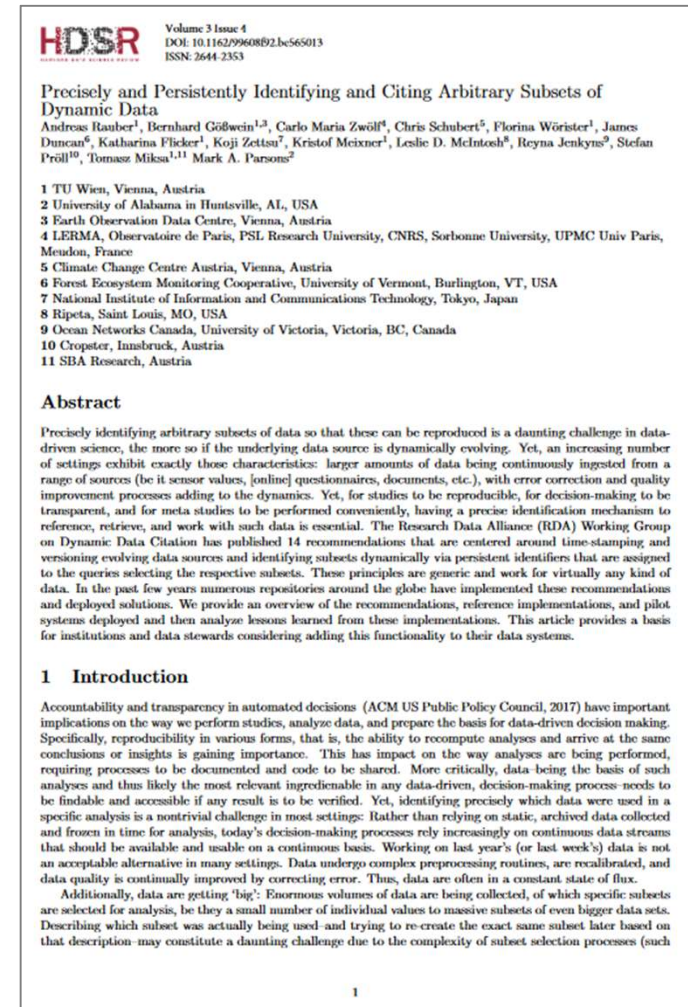 HDSR
HARVARD DATA SCIENCE REVIEW
Volume 3 Issue 4
DOI: 10.1162/99608f92.be565013
ISSN: 2644-2353
Precisely and Persistently Identifying and Citing Arbitrary Subsets of
Dynamic Data
Andreas Rauber¹, Bernhard Gößwein¹,³, Carlo Maria Zwölf⁴, Chris Schubert⁵, Florina Wörister¹, James
Duncan⁶, Katharina Flicker¹, Koji Zettsu⁷, Kristof Meixner¹, Leslie D. McIntosh⁸, Reyna Jenkyns⁹, Stefan
Pröll¹⁰, Tomasz Miksa¹,¹¹ Mark A. Parsons²
1 TU Wien, Vienna, Austria
2 University of Alabama in Huntsville, AL, USA
3 Earth Observation Data Centre, Vienna, Austria
4 LERMA, Observatoire de Paris, PSL Research University, CNRS, Sorbonne University, UPMC Univ Paris,
Meudon, France
5 Climate Change Centre Austria, Vienna, Austria
6 Forest Ecosystem Monitoring Cooperative, University of Vermont, Burlington, VT, USA
7 National Institute of Information and Communications Technology, Tokyo, Japan
8 Ripeta, Saint Louis, MO, USA
9 Ocean Networks Canada, University of Victoria, Victoria, BC, Canada
10 Cropster, Innsbruck, Austria
11 SBA Research, Austria
Abstract
Precisely identifying arbitrary subsets of data so that these can be reproduced is a daunting challenge in data-
driven science, the more so if the underlying data source is dynamically evolving. Yet, an increasing number
of settings exhibit exactly those characteristics: larger amounts of data being continuously ingested from a
range of sources (be it sensor values, [online] questionnaires, documents, etc.), with error correction and quality
improvement processes adding to the dynamics. Yet, for studies to be reproducible, for decision-making to be
transparent, and for meta studies to be performed conveniently, having a precise identification mechanism to
reference, retrieve, and work with such data is essential. The Research Data Alliance (RDA) Working Group
on Dynamic Data Citation has published 14 recommendations that are centered around time-stamping and
versioning evolving data sources and identifying subsets dynamically via persistent identifiers that are assigned
to the queries selecting the respective subsets. These principles are generic and work for virtually any kind of
data. In the past few years numerous repositories around the globe have implemented these recommendations
and deployed solutions. We provide an overview of the recommendations, reference implementations, and pilot
systems deployed and then analyze lessons learned from these implementations. This article provides a basis
for institutions and data stewards considering adding this functionality to their data systems.
1 Introduction
Accountability and transparency in automated decisions (ACM US Public Policy Council, 2017) have important
implications on the way we perform studies, analyze data, and prepare the basis for data-driven decision making.
Specifically, reproducibility in various forms, that is, the ability to recompute analyses and arrive at the same
conclusions or insights is gaining importance. This has impact on the way analyses are being performed,
requiring processes to be documented and code to be shared. More critically, data–being the basis of such
analyses and thus likely the most relevant ingredienable in any data-driven, decision-making process–needs to
be findable and accessible if any result is to be verified. Yet, identifying precisely which data were used in a
specific analysis is a nontrivial challenge in most settings: Rather than relying on static, archived data collected
and frozen in time for analysis, today's decision-making processes rely increasingly on continuous data streams
that should be available and usable on a continuous basis. Working on last year's (or last week's) data is not
an acceptable alternative in many settings. Data undergo complex preprocessing routines, are recalibrated, and
data quality is continually improved by correcting error. Thus, data are often in a constant state of flux.
Additionally, data are getting 'big': Enormous volumes of data are being collected, of which specific subsets
are selected for analysis, be they a small number of individual values to massive subsets of even bigger data sets.
Describing which subset was actually being used–and trying to re-create the exact same subset later based on
that description–may constitute a daunting challenge due to the complexity of subset selection processes (such
1